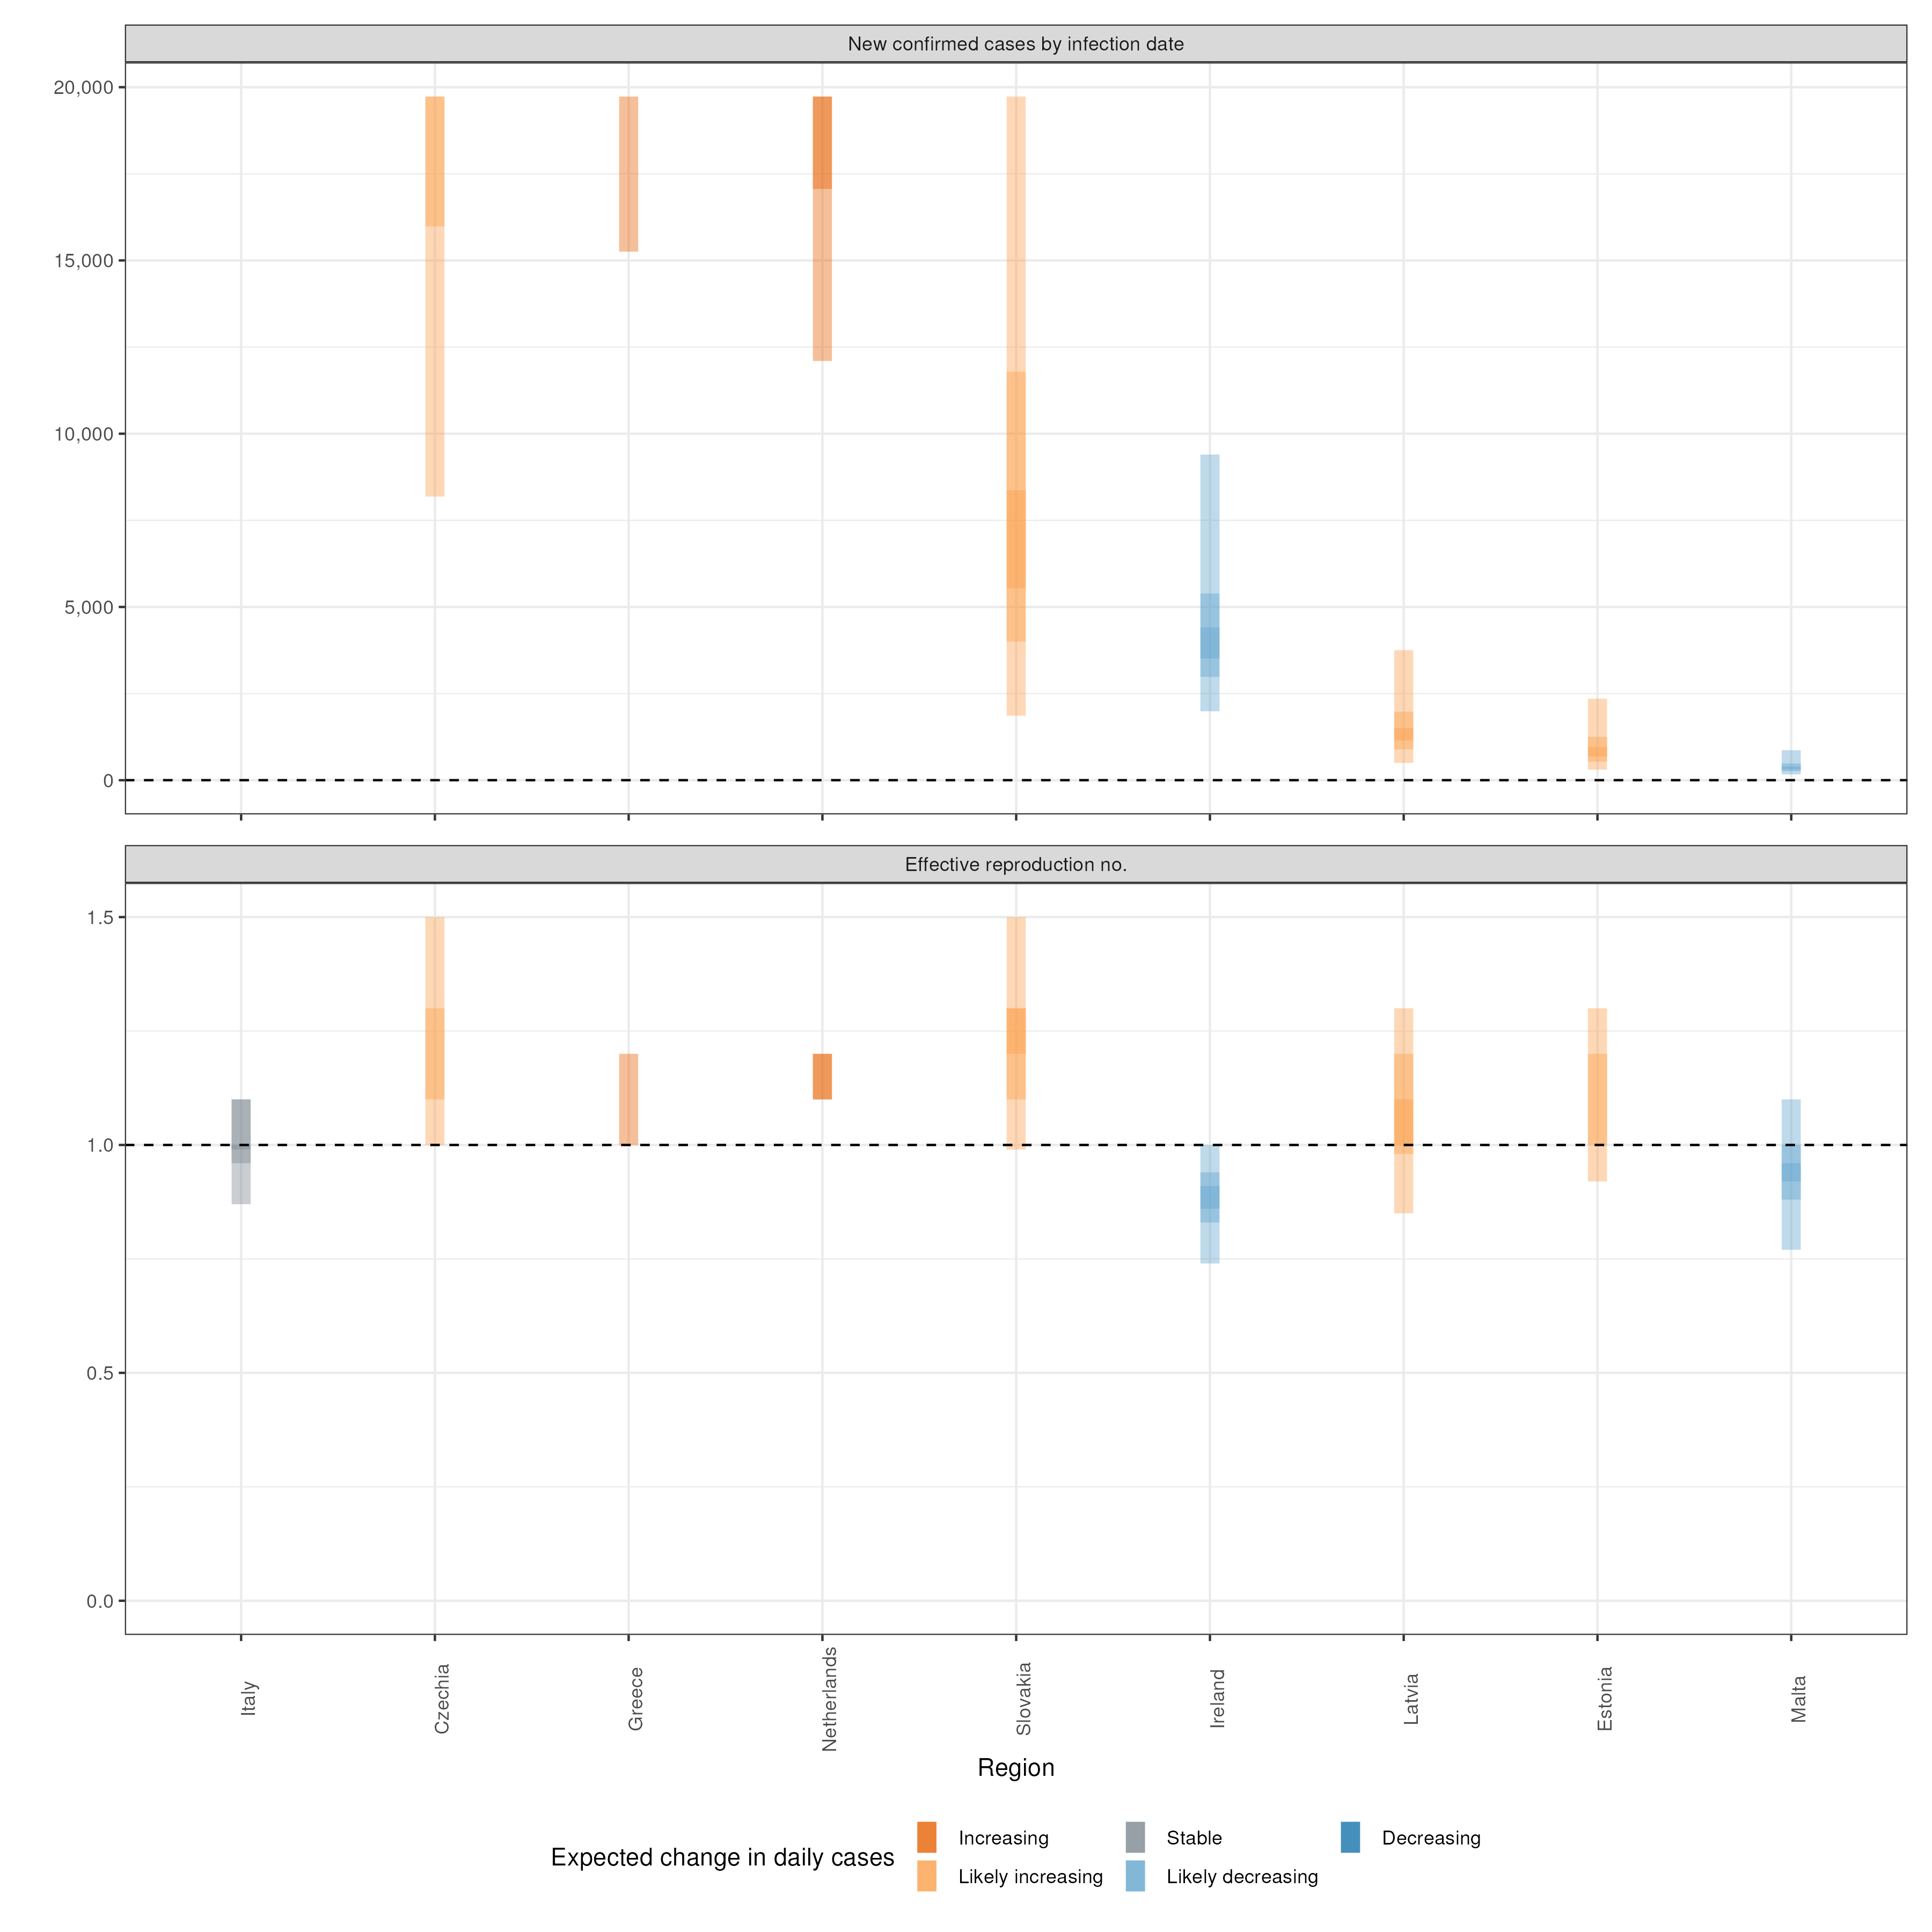 New confirmed cases by infection date
20,000
15,000
10,000
5,000
0
Effective reproduction no.
1.5
1.0
0.5
0.0
Italy
Czechia
Greece
Netherlands
Slovakia
Ireland
Latvia
Estonia
Malta
Region
Expected change in daily cases
Increasing
Stable
Decreasing
Likely increasing
Likely decreasing